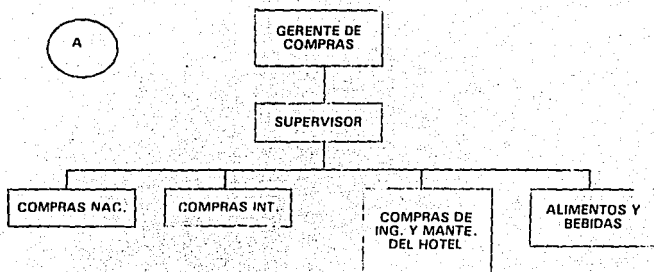 A
GERENTE DE
COMPRAS
SUPERVISOR
COMPRAS NAC.
COMPRAS INT.
COMPRAS DE
ING. Y MANTE.
DEL HOTEL
ALIMENTOS Y
BEBIDAS